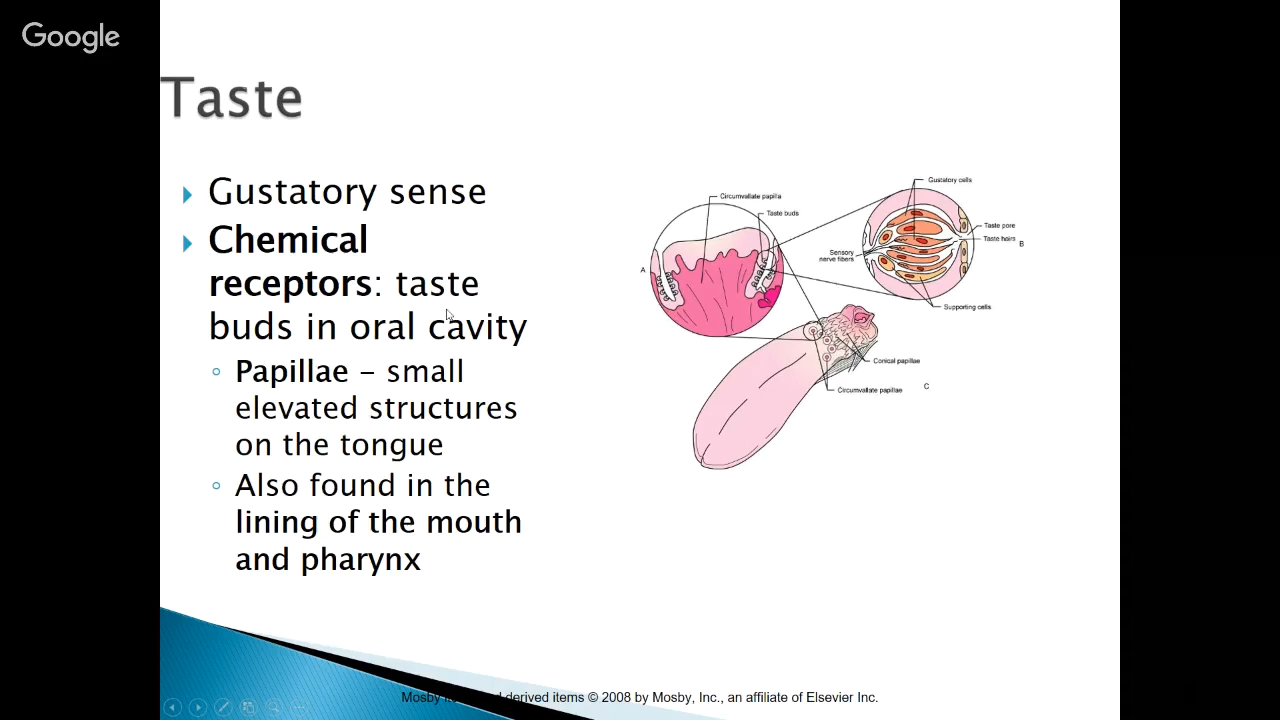 Google
Taste
Gustatory sense
Chemical
receptors: taste
buds in oral cavity
Papillae – small
elevated structures
on the tongue
Also found in the
lining of the mouth
and pharynx
Circumvallate papilla
Taste buds
A
Gustatory cells
Taste pore
Taste hairs
B
Sensory
nerve fibers
Supporting cells
Conical papillae
Circumvallate papillae
C
Mosby derived items © 2008 by Mosby, Inc., an affiliate of Elsevier Inc.